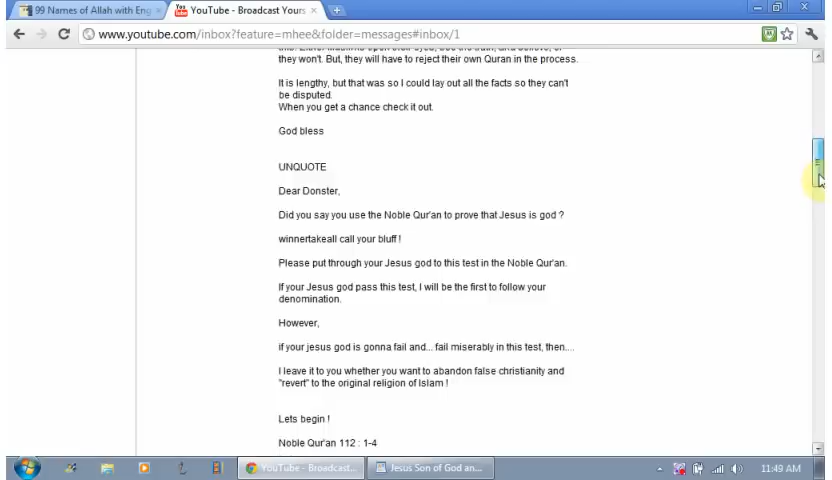 99 Names of Allah with Eng
YouTube - Broadcast Yours
www.youtube.com/inbox?feature=mhee&folder=messages#inbox/1
they won't. But, they will have to reject their own Quran in the process.
It is lengthy, but that was so I could lay out all the facts so they can't
be disputed.
When you get a chance check it out.
God bless
UNQUOTE
Dear Donster,
Did you say you use the Noble Qur'an to prove that Jesus is god ?
winnertakeall call your bluff !
Please put through your Jesus god to this test in the Noble Qur'an.
If your Jesus god pass this test, I will be the first to follow your
denomination.
However,
if your jesus god is gonna fail and... fail miserably in this test, then....
I leave it to you whether you want to abandon false christianity and
"revert" to the original religion of Islam !
Lets begin !
Noble Qur'an 112 : 1-4
YouTube - Broadcast...
Jesus Son of God an...
11:49 AM